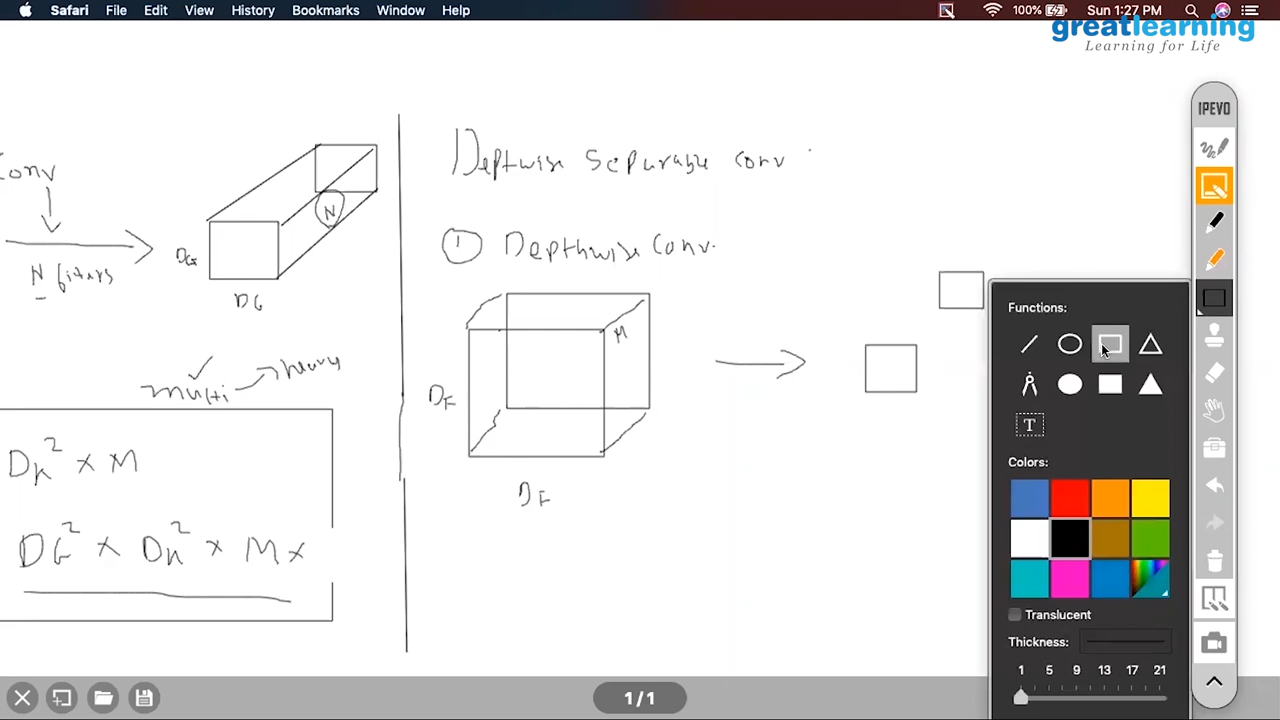 Safari File Edit View History Bookmarks Window Help 100% Sun 1:27 PM
greatlearning
Learning for Life
IPEVO
Conv
N filters
DG
DG
N
multi → heavy
DK² × M
DG² × DK² × M ×
Deptwise Separable conv
① Depthwise Conv.
M
DF
DF
Functions:
T
Colors:
Translucent
Thickness:
1 5 9 13 17 21
1/1